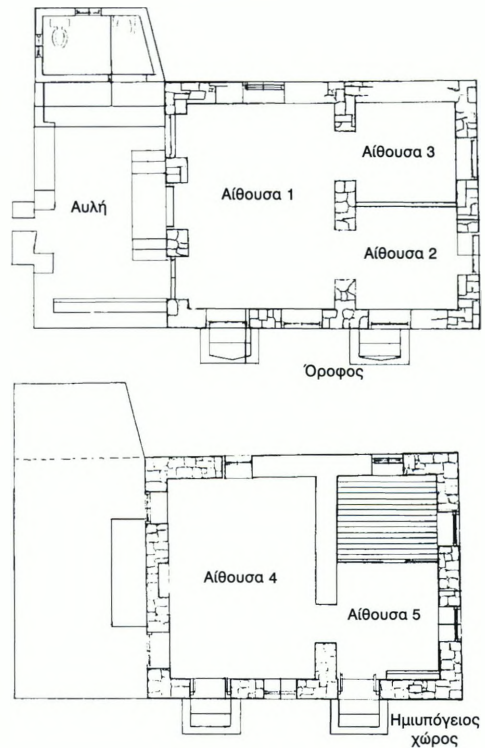 Αίθουσα 3
Αυλή
Αίθουσα 1
Αίθουσα 2
Όροφος
Αίθουσα 4
Αίθουσα 5
Ημιυπόγειος
χώρος